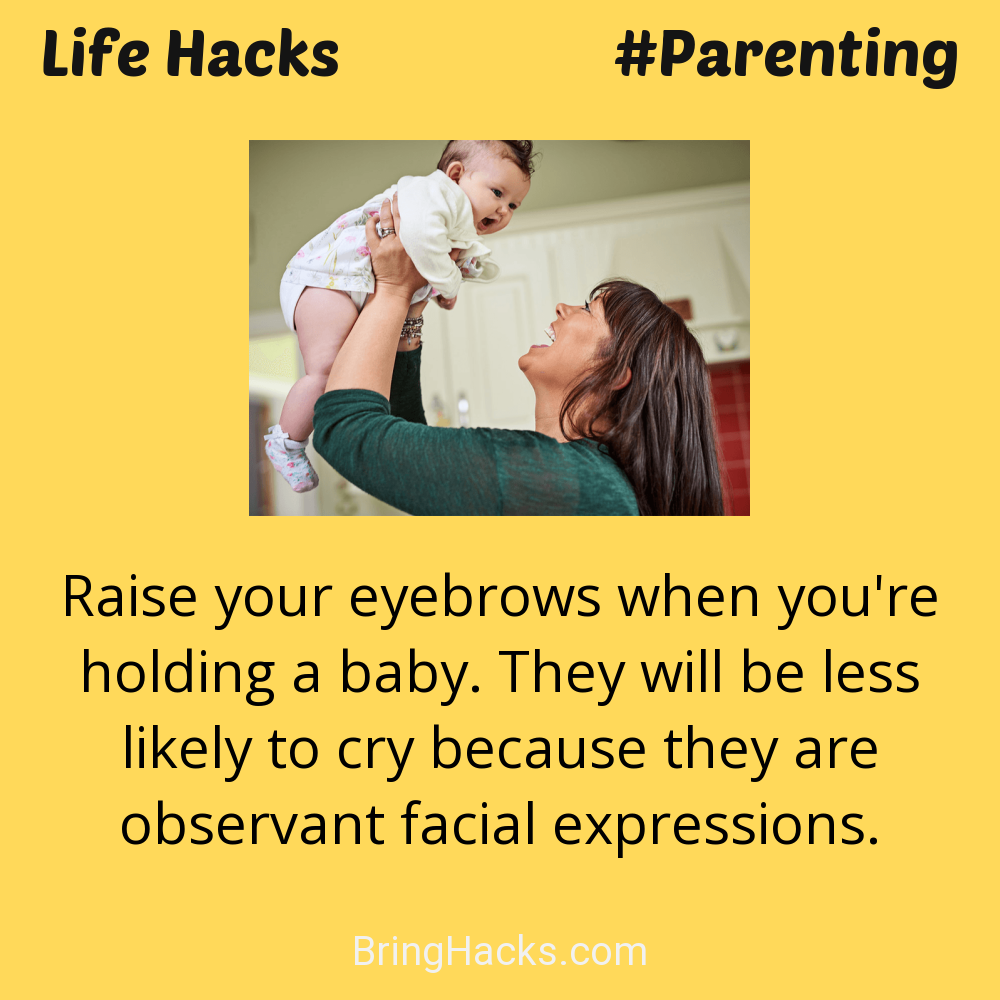 Life Hacks #Parenting
Raise your eyebrows when you're
holding a baby. They will be less
likely to cry because they are
observant facial expressions.
BringHacks.com